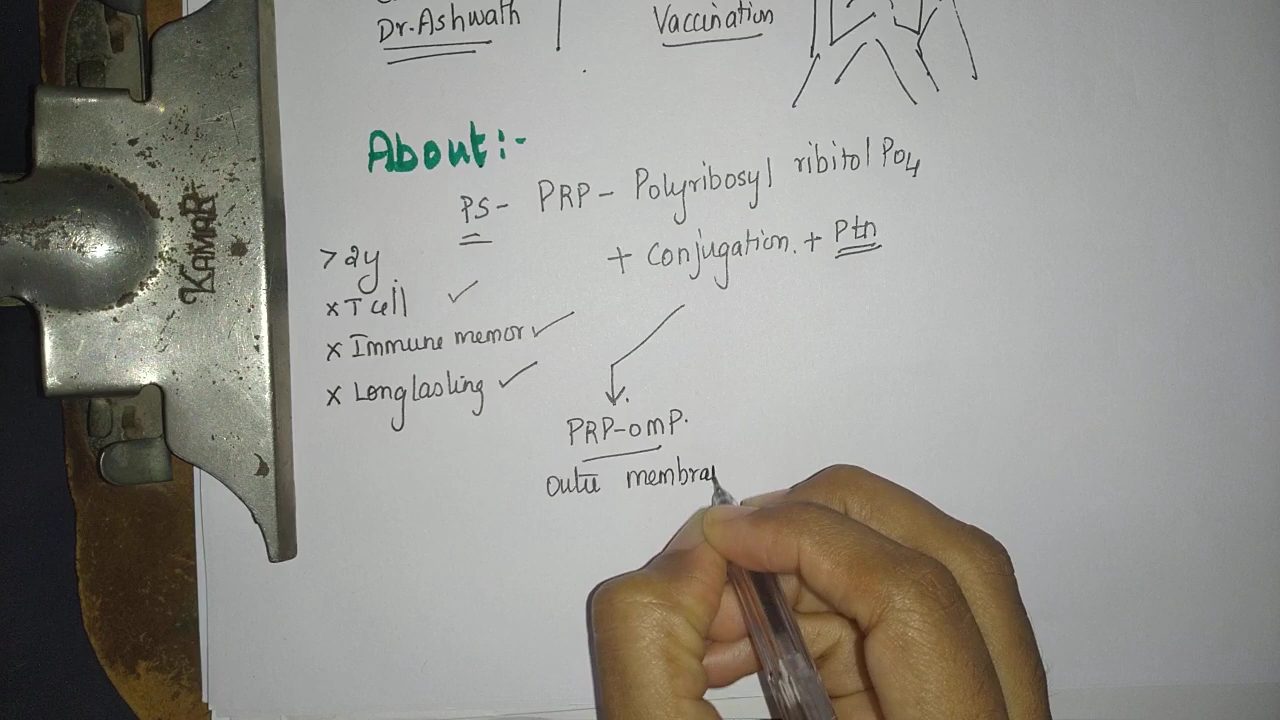 Dr. Ashwath
Vaccination
About:-
PS - PRP - Polyribosyl ribitol PO4
+ Conjugation. + Ptn
> 2y
x T cell ✓
x Immune memor ✓
x Longlasting ✓
PRP-OMP.
Oute membra
KAMAR